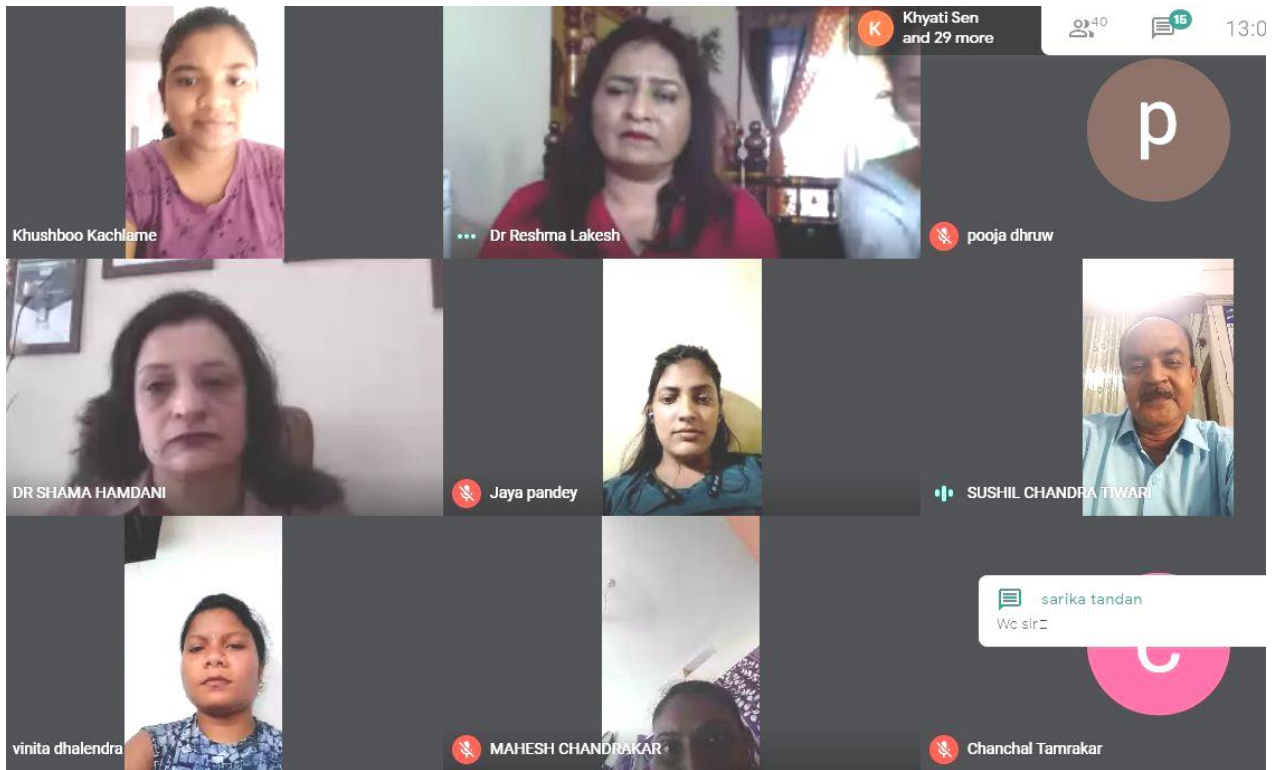 Khyati Sen
and 29 more
K
40
15
13:0
p
Khushboo Kachlame
Dr Reshma Lakesh
pooja dhruw
DR SHAMA HAMDANI
Jaya pandey
SUSHIL CHANDRA TIWARI
sarika tandan
Wc sir
vinita dhalendra
MAHESH CHANDRAKAR
Chanchal Tamrakar